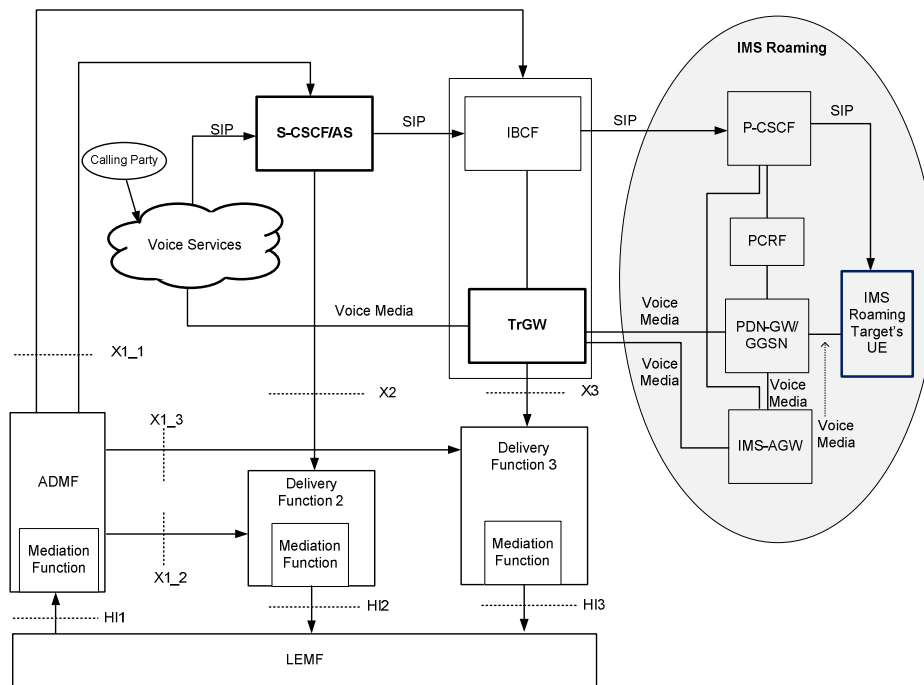 IMS Roaming
S-CSCF/AS
SIP
SIP
IBCF
SIP
P-CSCF
SIP
Calling Party
Voice Services
PCRF
Voice Media
TrGW
Voice
Media
PDN-GW/
GGSN
IMS
Roaming
Target's
UE
Voice
Media
Voice
Media
Voice
Media
IMS-AGW
X1_1
X2
X3
X1_3
ADMF
Mediation
Function
X1_2
Delivery
Function 2
Mediation
Function
Delivery
Function 3
Mediation
Function
HI1
HI2
HI3
LEMF